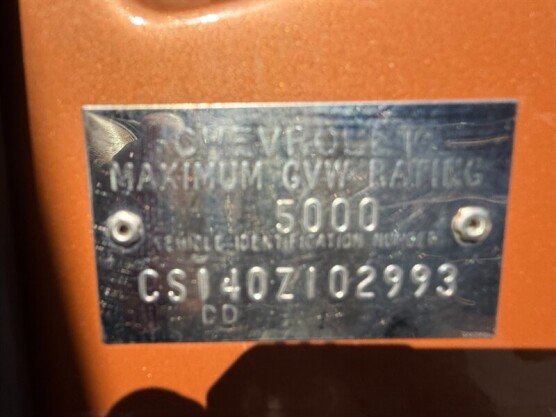 CHEVROLET
MAXIMUM GVW RATING
5000
VEHICLE IDENTIFICATION NUMBER
CS140Z102993
CD